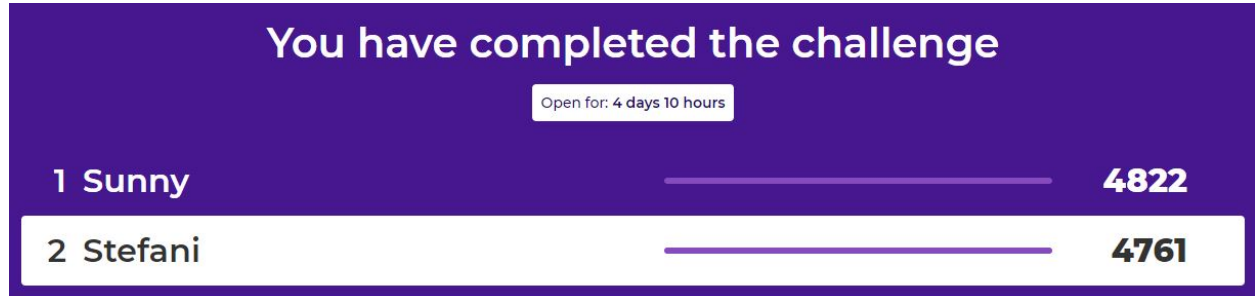 You have completed the challenge
Open for: 4 days 10 hours
1 Sunny 4822
2 Stefani 4761